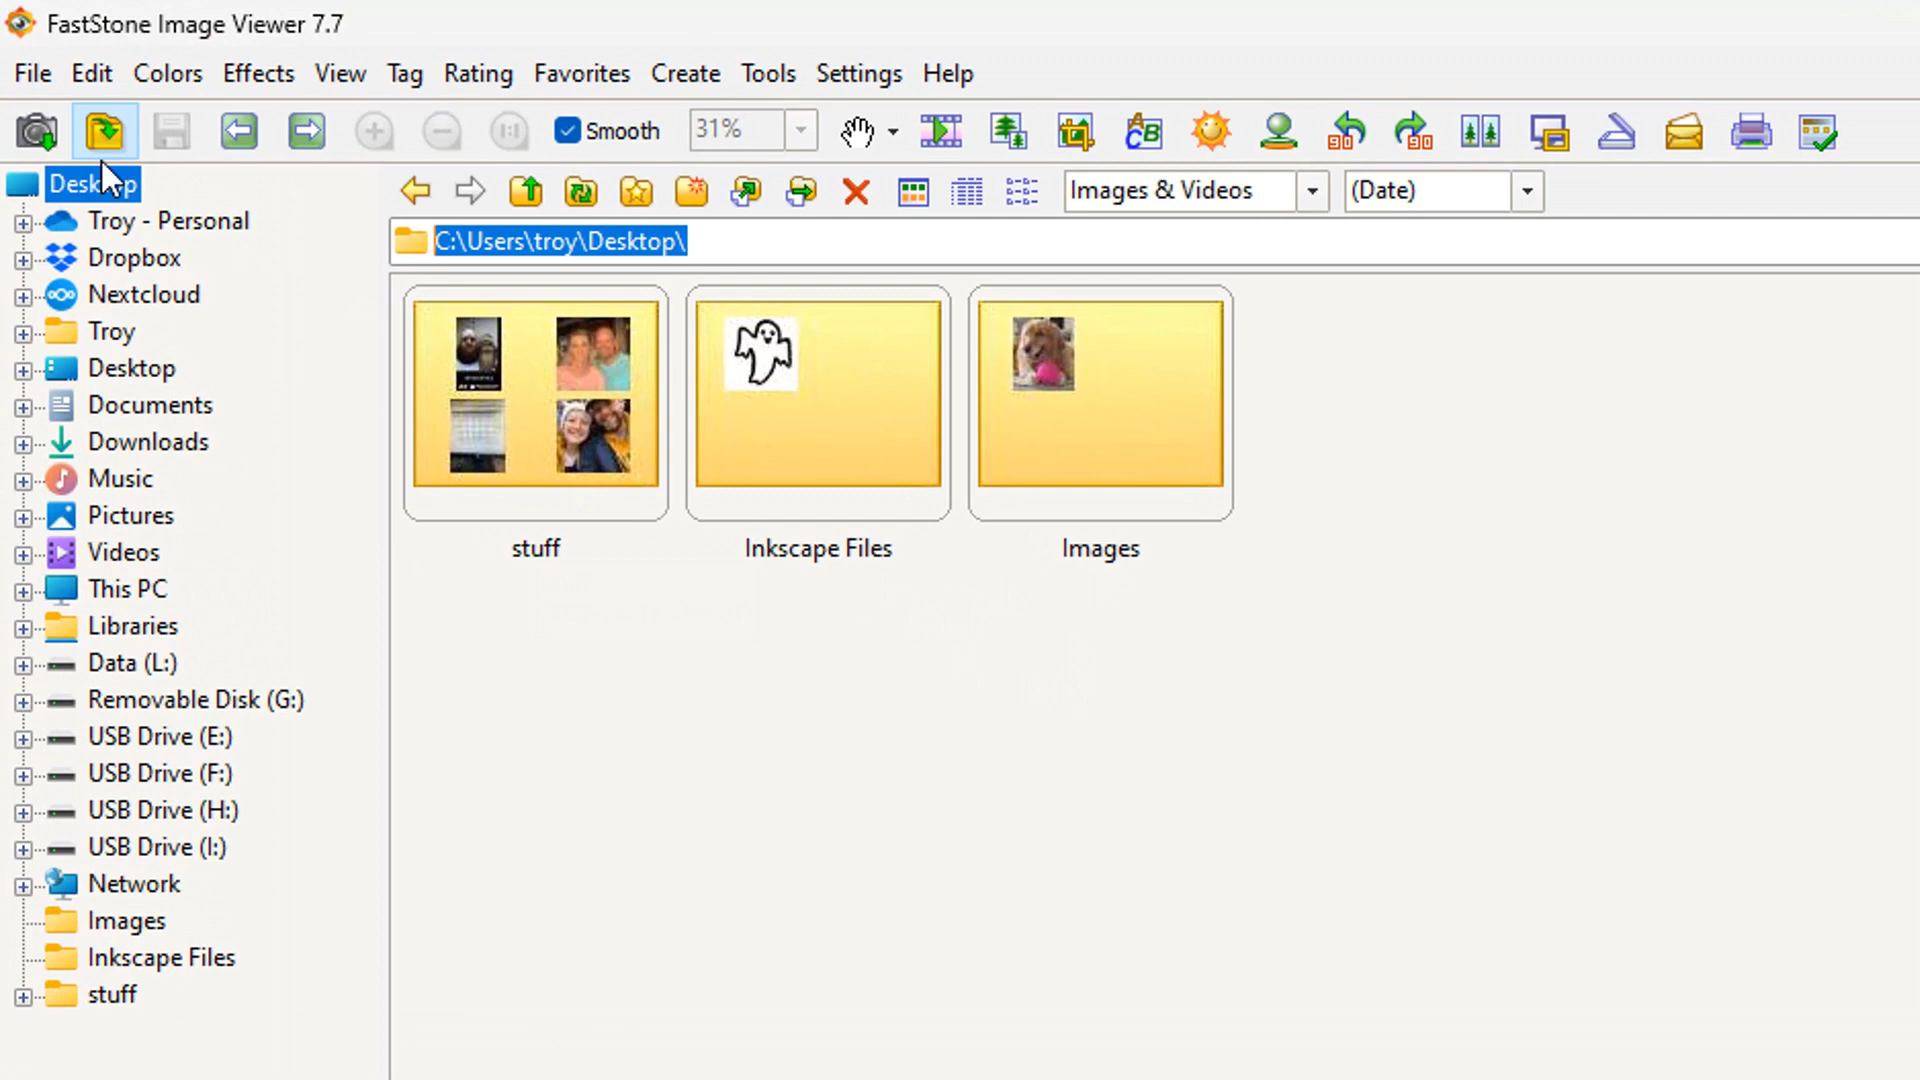 FastStone Image Viewer 7.7
File Edit Colors Effects View Tag Rating Favorites Create Tools Settings Help
Smooth 31%
Desktop
Images & Videos (Date)
C:\Users\troy\Desktop\
Troy - Personal
Dropbox
Nextcloud
Troy
Desktop
Documents
Downloads
Music
Pictures
Videos
This PC
Libraries
Data (L:)
Removable Disk (G:)
USB Drive (E:)
USB Drive (F:)
USB Drive (H:)
USB Drive (I:)
Network
Images
Inkscape Files
stuff
stuff Inkscape Files Images